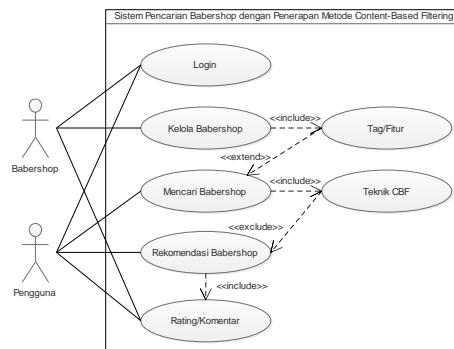 Sistem Pencarian Babershop dengan Penerapan Metode Content-Based Filtering
Login
Kelola Babershop
<<include>>
Tag/Fitur
Babershop
<<extend>>
Mencari Babershop
<<include>>
Teknik CBF
<<exclude>>
Rekomendasi Babershop
Pengguna
<<include>>
Rating/Komentar